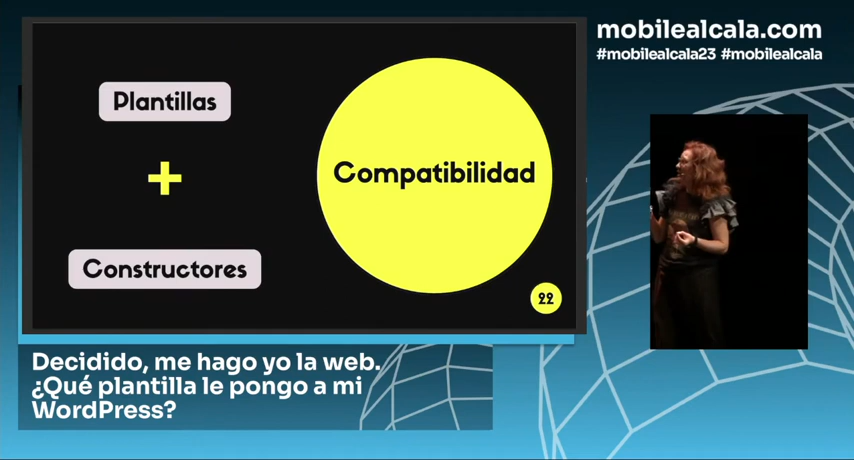 mobilealcala.com
#mobilealcala23 #mobilealcala
Plantillas
+
Constructores
Compatibilidad
22
Decidido, me hago yo la web.
¿Qué plantilla le pongo a mi
WordPress?